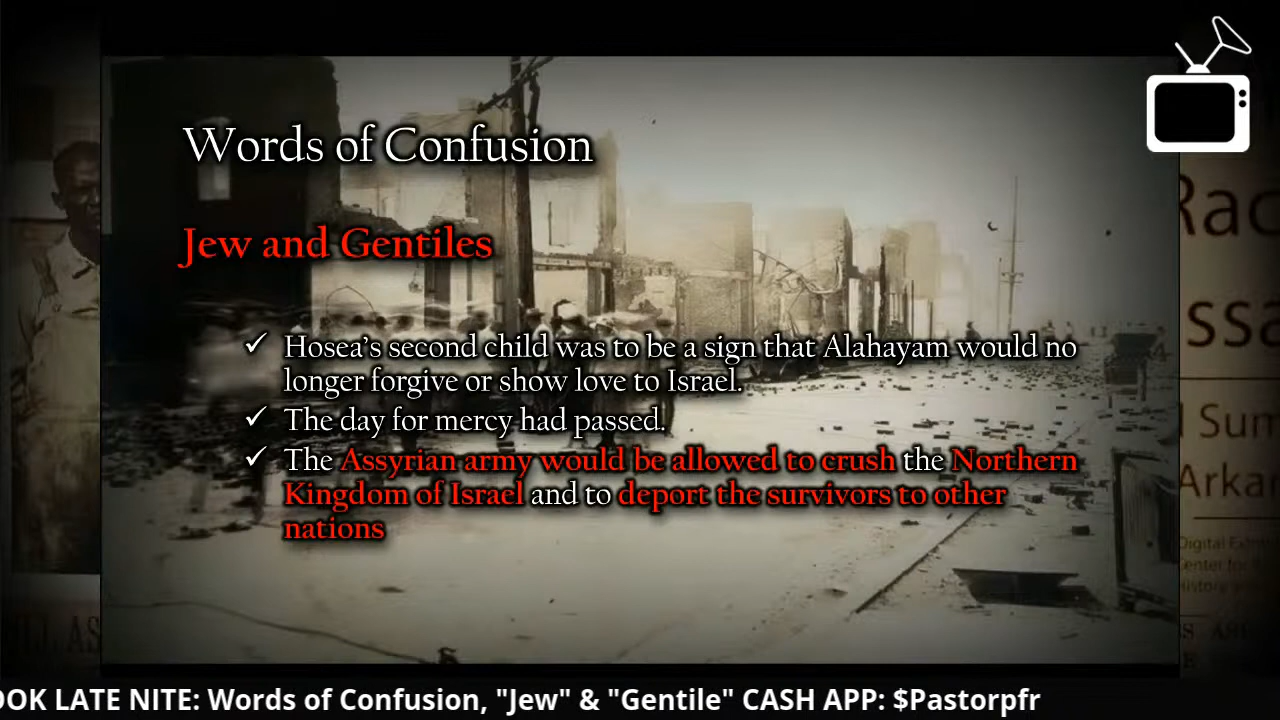 Words of Confusion
Jew and Gentiles
✓ Hosea's second child was to be a sign that Alahayam would no
longer forgive or show love to Israel.
✓ The day for mercy had passed.
✓ The Assyrian army would be allowed to crush the Northern
Kingdom of Israel and to deport the survivors to other
nations
Rac
ssa
Sum
Arka
OOK LATE NITE: Words of Confusion, "Jew" & "Gentile" CASH APP: $Pastorpfr